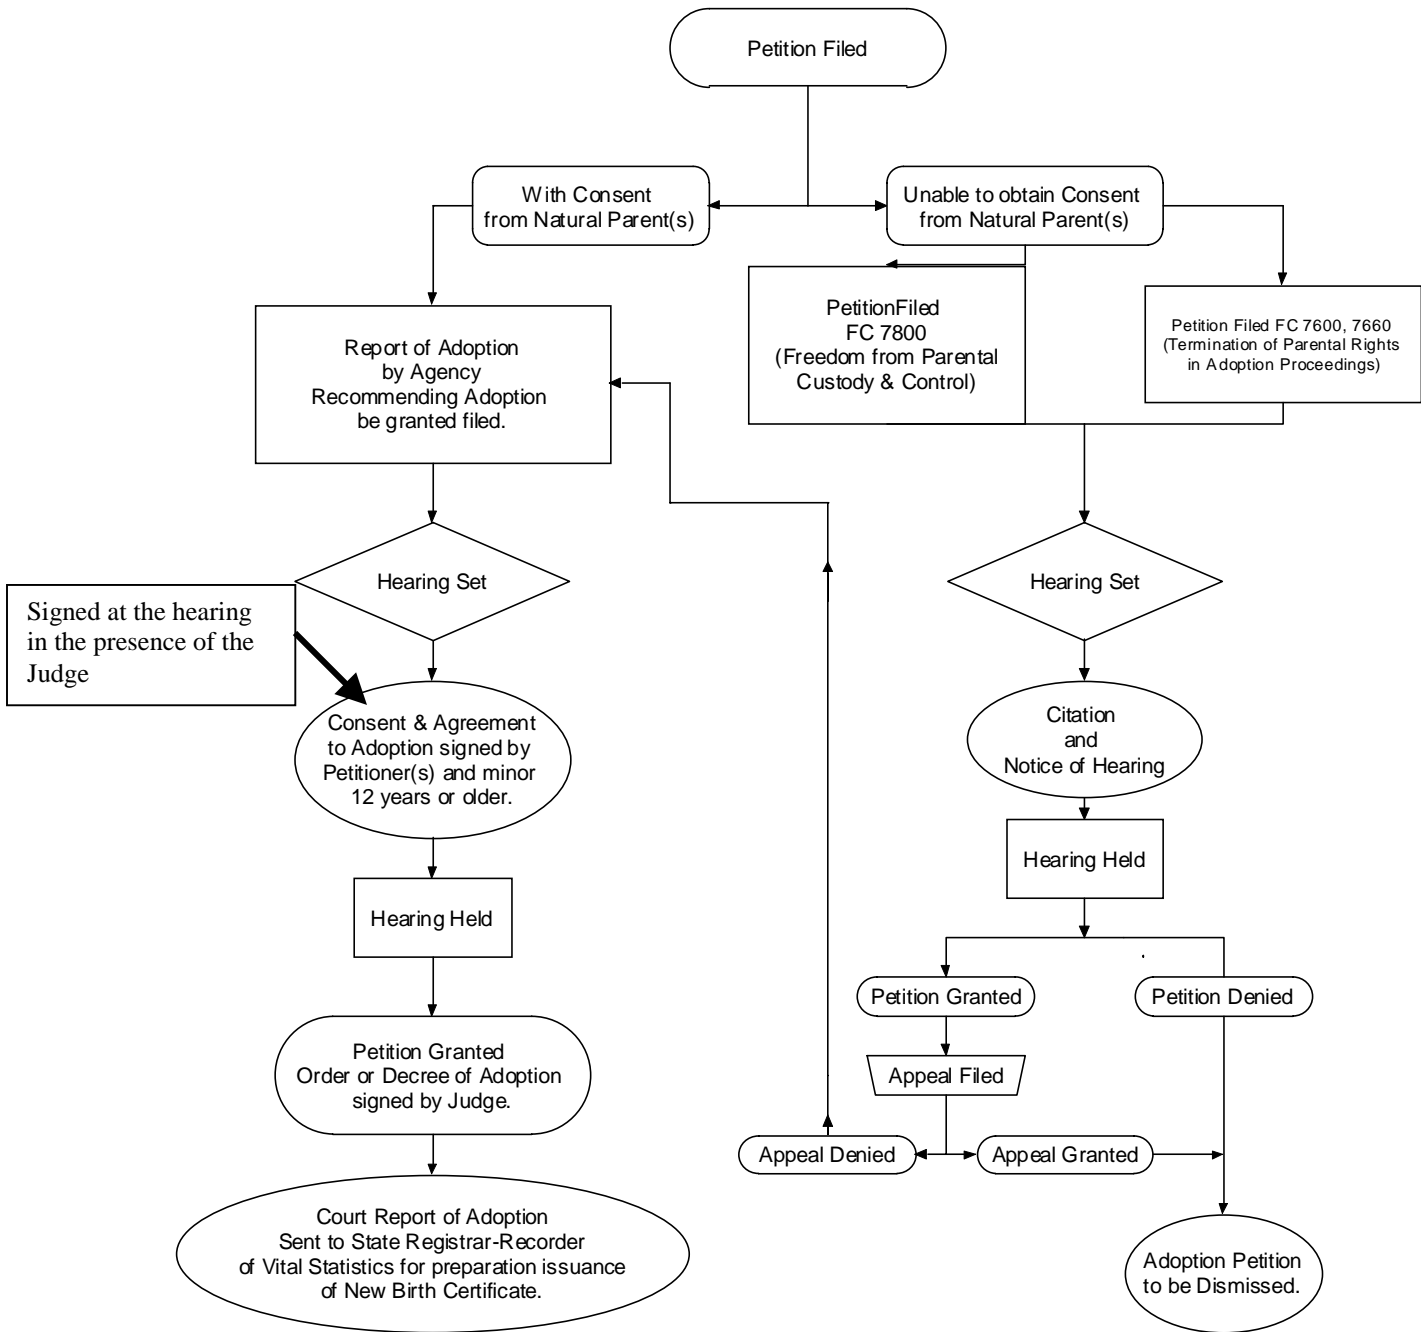 Petition Filed
With Consent
from Natural Parent(s)
Unable to obtain Consent
from Natural Parent(s)
Report of Adoption
by Agency
Recommending Adoption
be granted filed.
PetitionFiled
FC 7800
(Freedom from Parental
Custody & Control)
Petition Filed FC 7600, 7660
(Termination of Parental Rights
in Adoption Proceedings)
Hearing Set
Hearing Set
Signed at the hearing
in the presence of the
Judge
Consent & Agreement
to Adoption signed by
Petitioner(s) and minor
12 years or older.
Citation
and
Notice of Hearing
Hearing Held
Hearing Held
Petition Granted
Petition Denied
Petition Granted
Order or Decree of Adoption
signed by Judge.
Appeal Filed
Appeal Denied
Appeal Granted
Court Report of Adoption
Sent to State Registrar-Recorder
of Vital Statistics for preparation issuance
of New Birth Certificate.
Adoption Petition
to be Dismissed.